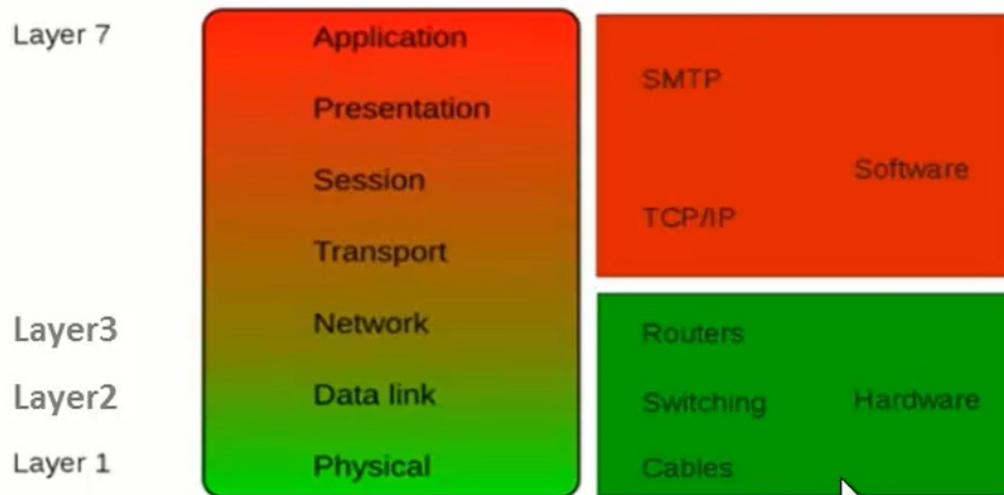 Layer 7
Application
Presentation
Session
Transport
Layer3
Network
Layer2
Data link
Layer 1
Physical
SMTP
Software
TCP/IP
Routers
Switching
Hardware
Cables